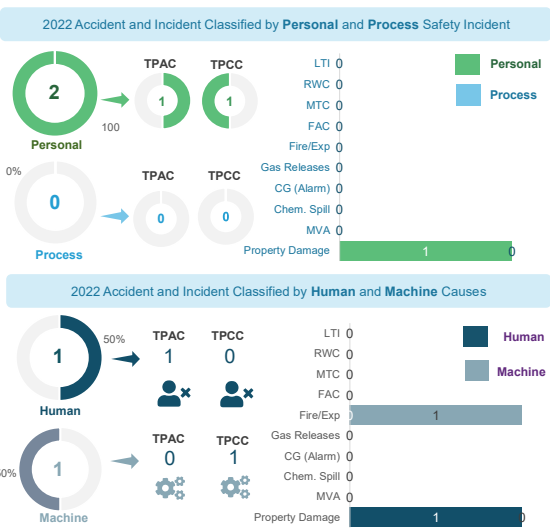 2022 Accident and Incident Classified by Personal and Process Safety Incident
2
Personal
100
TPAC
1
TPCC
1
0%
0
Process
TPAC
0
TPCC
0
LTI 0
RWC 0
MTC 0
FAC 0
Fire/Exp 0
Gas Releases 0
CG (Alarm) 0
Chem. Spill 0
MVA 0
Property Damage 1 0
Personal
Process
2022 Accident and Incident Classified by Human and Machine Causes
1
50%
Human
TPAC
1
TPCC
0
1
Machine
TPAC
0
TPCC
1
LTI 0
RWC 0
MTC 0
FAC 0
Fire/Exp 0 1
Gas Releases 0
CG (Alarm) 0
Chem. Spill 0
MVA 0
Property Damage 1 0
Human
Machine